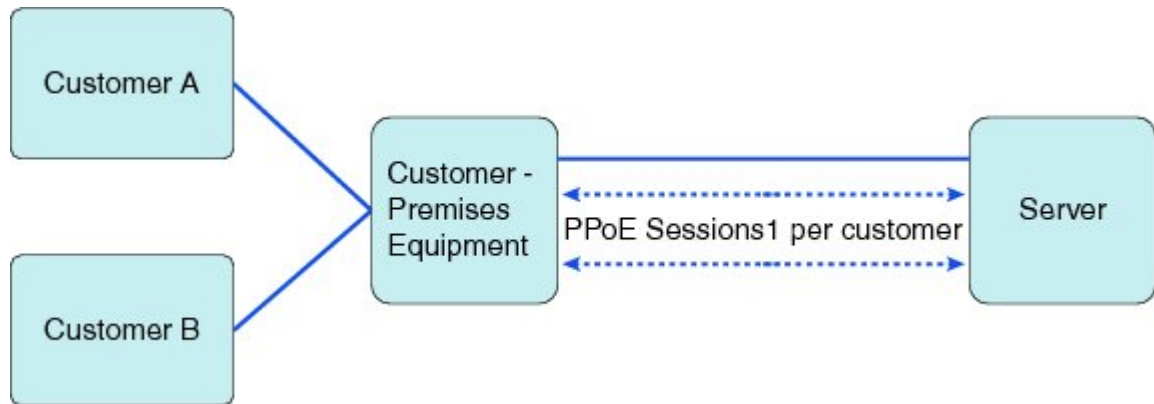 Customer A
Customer B
Customer -
Premises
Equipment
PPoE Sessions1 per customer
Server